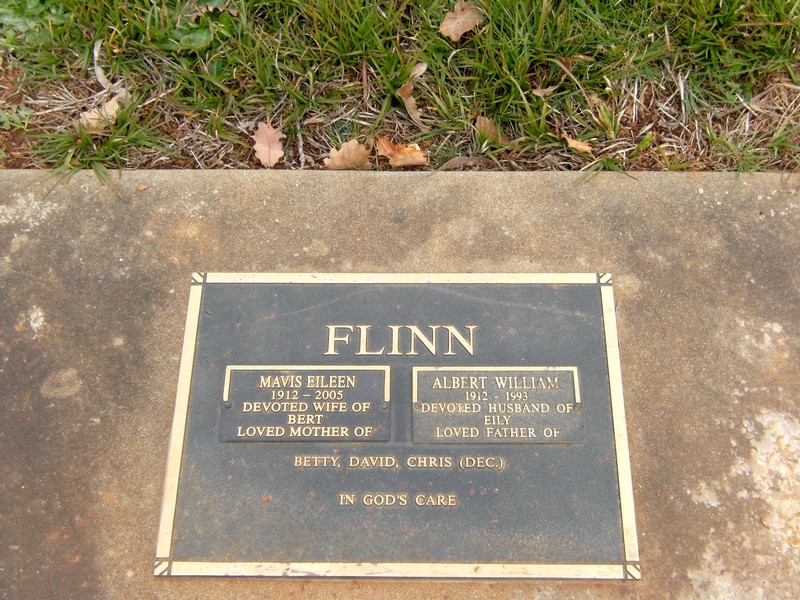 FLINN
MAVIS EILEEN
1912 – 2005
DEVOTED WIFE OF
BERT
LOVED MOTHER OF
ALBERT WILLIAM
1912 - 1993
DEVOTED HUSBAND OF
EILY
LOVED FATHER OF
BETTY, DAVID, CHRIS (DEC.)
IN GOD'S CARE